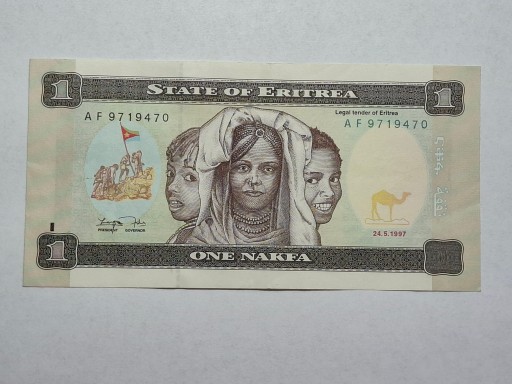 1
STATE OF ERITREA
1
AF 9719470
Legal tender of Eritrea
AF 9719470
PRESIDENT GOVERNOR
24.5.1997
1
ONE NAKFA